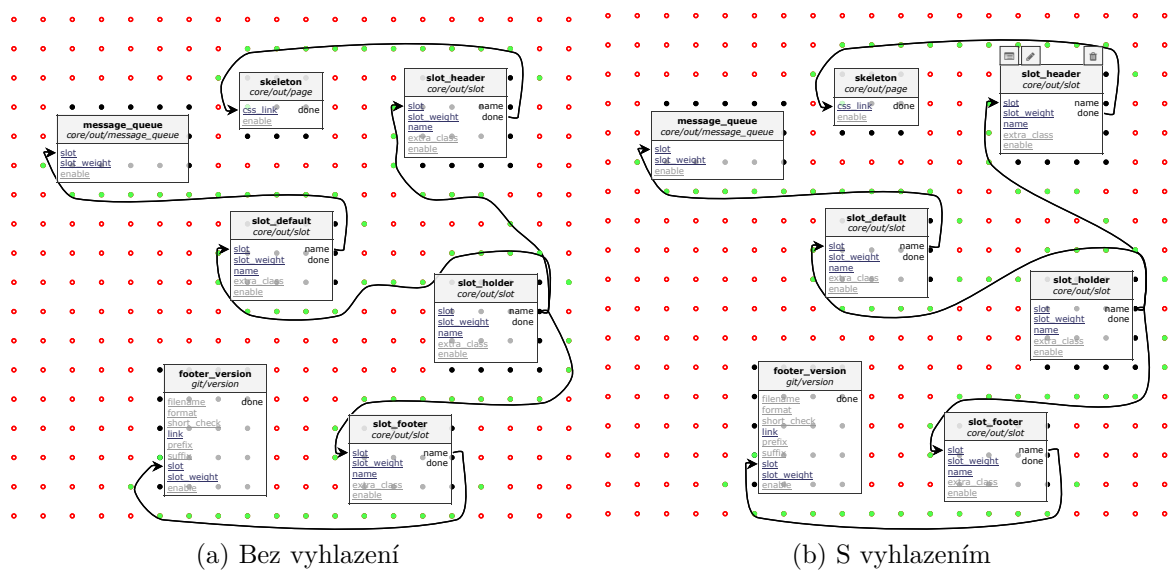 skeleton
core/out/page
css_link done
enable
slot_header
core/out/slot
slot name
slot_weight done
name
extra_class
enable
message_queue
core/out/message_queue
slot
slot_weight
enable
slot_default
core/out/slot
slot name
slot_weight done
name
extra_class
enable
slot_holder
core/out/slot
slot name
slot_weight done
name
extra_class
enable
footer_version
git/version
filename done
format
short_check
link
prefix
suffix
slot
slot_weight
enable
slot_footer
core/out/slot
slot name
slot_weight done
name
extra_class
enable
(a) Bez vyhlazení
skeleton
core/out/page
css_link done
enable
slot_header
core/out/slot
slot name
slot_weight done
name
extra_class
enable
message_queue
core/out/message_queue
slot
slot_weight
enable
slot_default
core/out/slot
slot name
slot_weight done
name
extra_class
enable
slot_holder
core/out/slot
slot name
slot_weight done
name
extra_class
enable
footer_version
git/version
filename done
format
short_check
link
prefix
suffix
slot
slot_weight
enable
slot_footer
core/out/slot
slot name
slot_weight done
name
extra_class
enable
(b) S vyhlazením